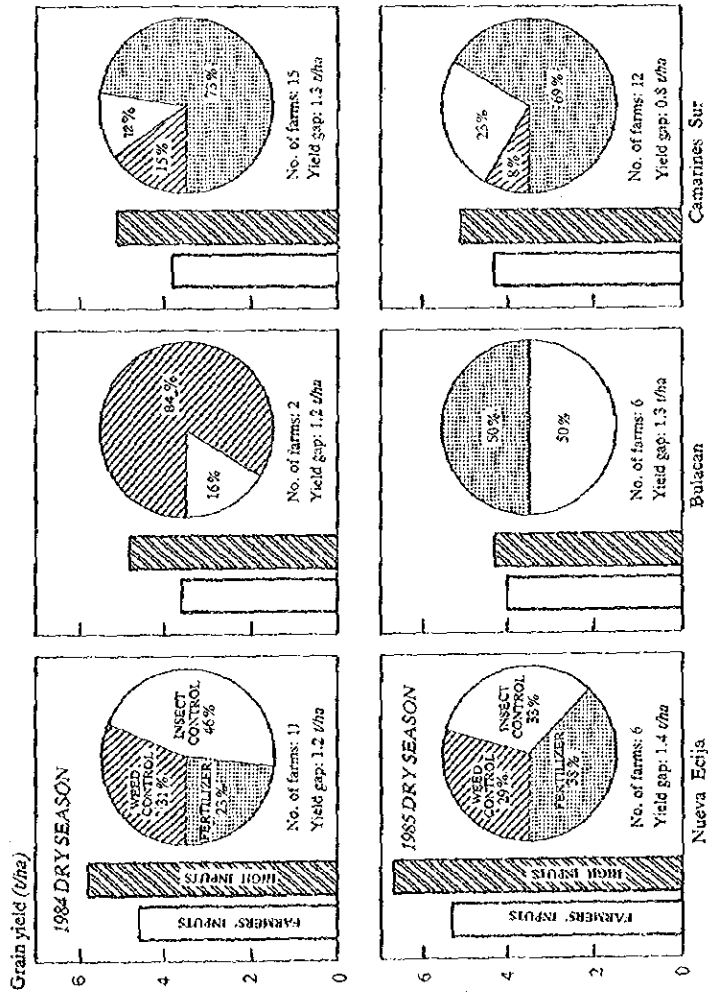 Grain yield (t/ha)
1984 DRY SEASON
6
4
2
0
FARMERS' INPUTS
HIGH INPUTS
WEED
CONTROL
31%
INSECT
CONTROL
46%
FERTILIZER
23%
No. of farms: 11
Yield gap: 1.2 t/ha
84%
16%
No. of farms: 2
Yield gap: 1.2 t/ha
12%
15%
73%
No. of farms: 15
Yield gap: 1.3 t/ha
1985 DRY SEASON
6
4
2
0
FARMERS' INPUTS
HIGH INPUTS
WEED
CONTROL
29%
INSECT
CONTROL
33%
FERTILIZER
38%
No. of farms: 6
Yield gap: 1.4 t/ha
Nueva Ecija
50%
50%
No. of farms: 6
Yield gap: 1.3 t/ha
Bulacan
23%
8%
69%
No. of farms: 12
Yield gap: 0.8 t/ha
Camarines Sur